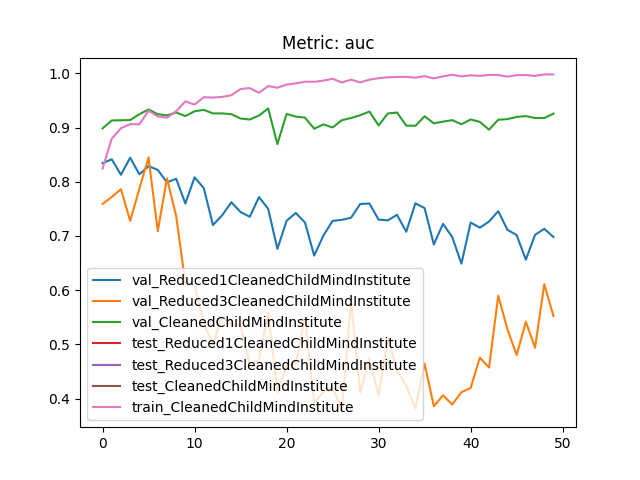 Metric: auc
1.0
0.9
0.8
0.7
0.6
0.5
0.4
val_Reduced1CleanedChildMindInstitute
val_Reduced3CleanedChildMindInstitute
val_CleanedChildMindInstitute
test_Reduced1CleanedChildMindInstitute
test_Reduced3CleanedChildMindInstitute
test_CleanedChildMindInstitute
train_CleanedChildMindInstitute
0 10 20 30 40 50